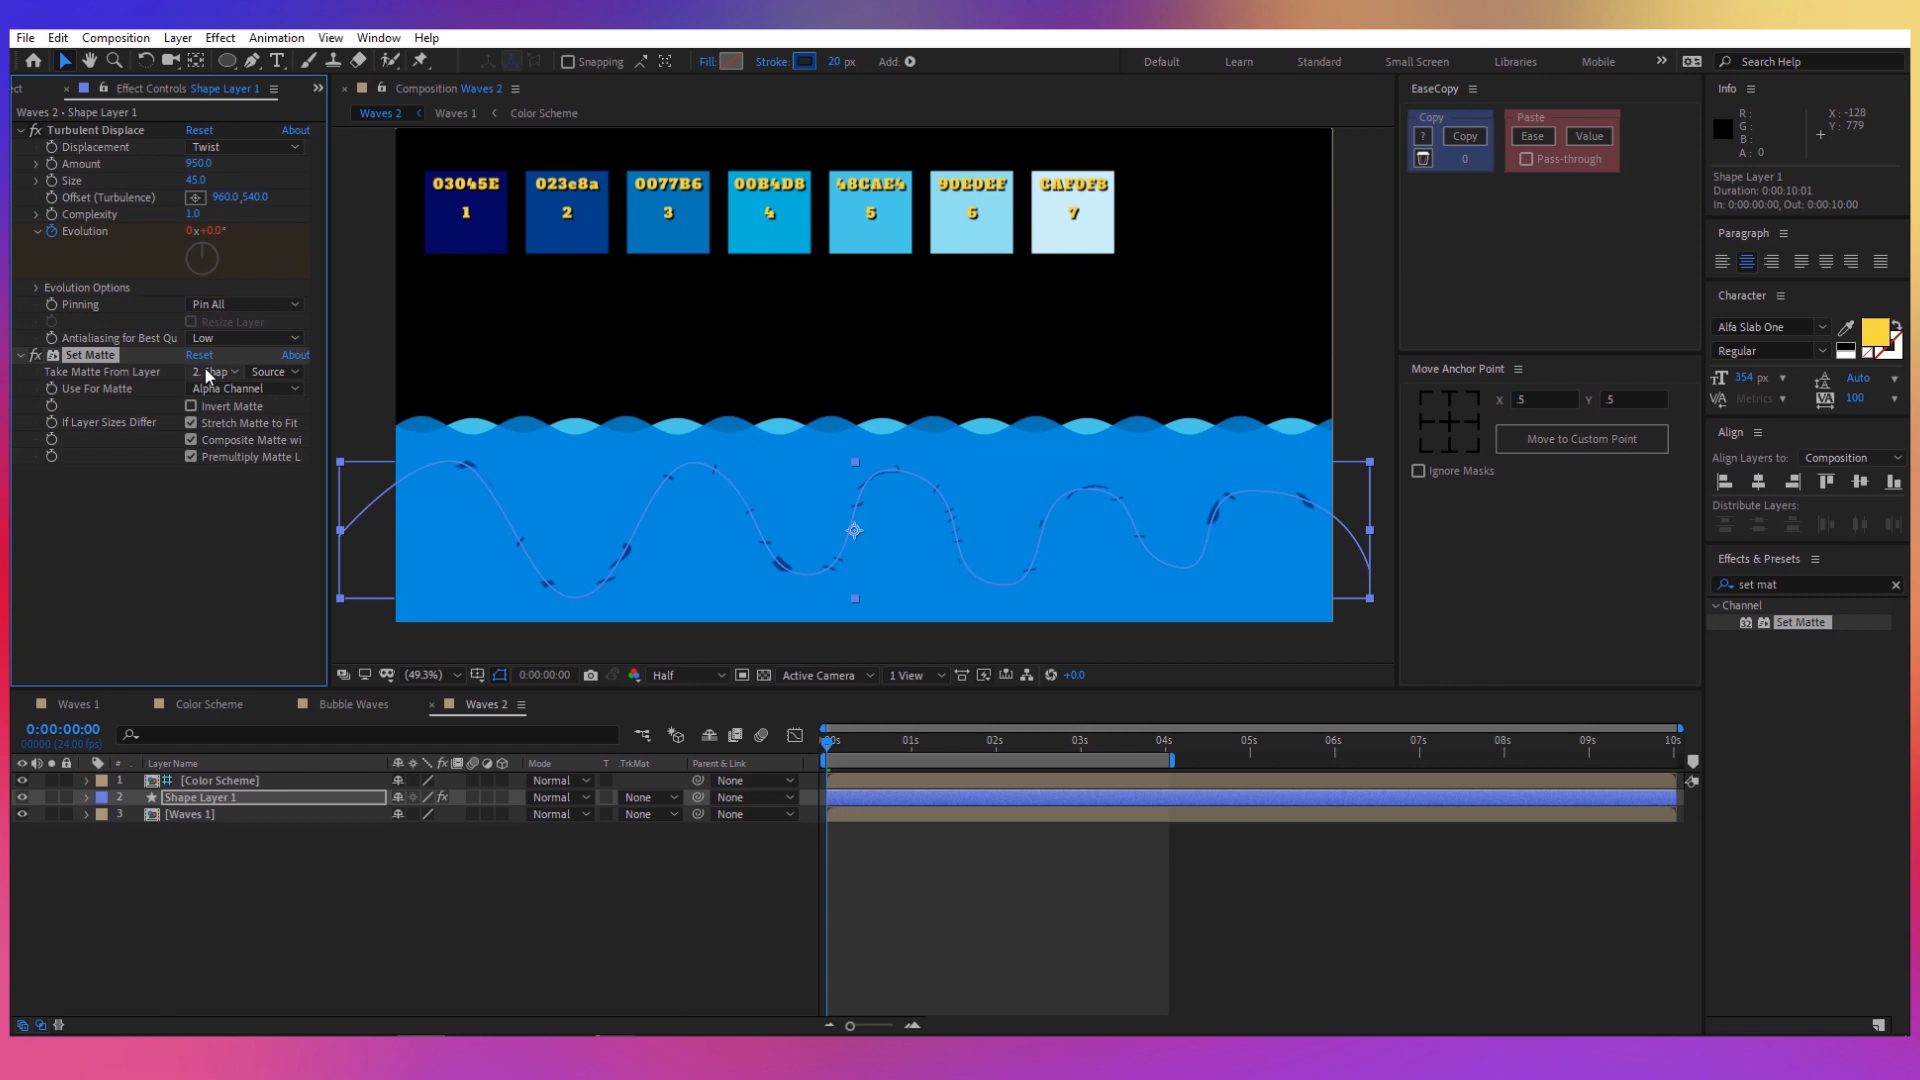 File Edit Composition Layer Effect Animation View Window Help
Snapping Fill: Stroke: 20 px Add: Default Learn Standard Small Screen Libraries Mobile Search Help
ect Effect Controls Shape Layer 1
Waves 2 • Shape Layer 1
Turbulent Displace Reset About
Displacement Twist
Amount 950.0
Size 45.0
Offset (Turbulence) 960.0,540.0
Complexity 1.0
Evolution 0x+0.0°
Evolution Options
Pinning Pin All
Resize Layer
Antialiasing for Best Qu Low
Set Matte Reset About
Take Matte From Layer 2. Shap Source
Use For Matte Alpha Channel
Invert Matte
If Layer Sizes Differ Stretch Matte to Fit
Composite Matte wi
Premultiply Matte L
Composition Waves 2
Waves 2 Waves 1 Color Scheme
03045E 023e8a 0077B6 00B4D8 48CAE4 90E0EF CAF0F8
1 2 3 4 5 6 7
(49.3%) 0:00:00:00 Half Active Camera 1 View +0.0
EaseCopy
Copy Paste
? Copy Ease Value
0 Pass-through
Move Anchor Point
X .5 Y .5
Move to Custom Point
Ignore Masks
Info
R: X: -128
G: Y: 779
B:
A: 0
Shape Layer 1
Duration: 0:00:10:01
In: 0:00:00:00, Out: 0:00:10:00
Paragraph
Character
Alfa Slab One
Regular
354 px Auto
Metrics 100
Align
Align Layers to: Composition
Distribute Layers:
Effects & Presets
set mat
Channel
32 Set Matte
Waves 1 Color Scheme Bubble Waves Waves 2
0:00:00:00
00000 (24.00 fps)
00s 01s 02s 03s 04s 05s 06s 07s 08s 09s 10s
# Layer Name Mode T .TrkMat Parent & Link
1 [Color Scheme] Normal None
2 Shape Layer 1 Normal None None
3 [Waves 1] Normal None None